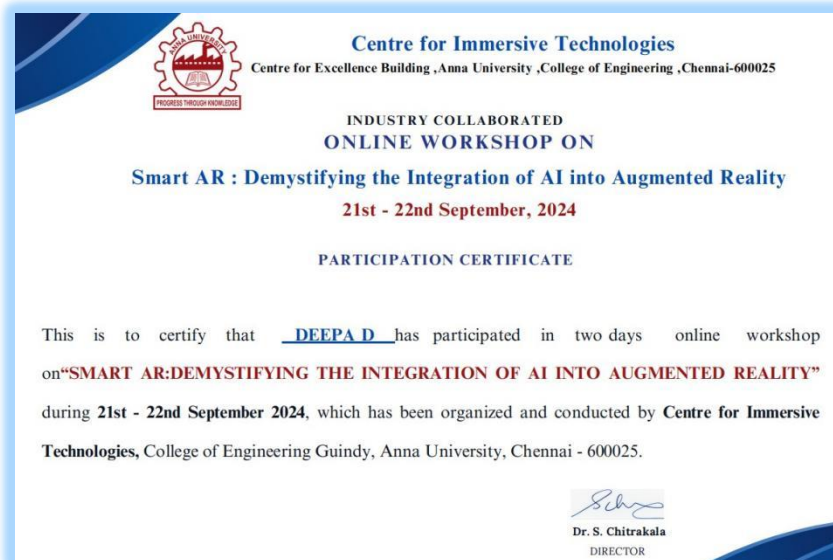 ANNA UNIVERSITY
PROGRESS THROUGH KNOWLEDGE
Centre for Immersive Technologies
Centre for Excellence Building ,Anna University ,College of Engineering ,Chennai-600025
INDUSTRY COLLABORATED
ONLINE WORKSHOP ON
Smart AR : Demystifying the Integration of AI into Augmented Reality
21st - 22nd September, 2024
PARTICIPATION CERTIFICATE
This is to certify that DEEPA D has participated in two days online workshop
on“SMART AR:DEMYSTIFYING THE INTEGRATION OF AI INTO AUGMENTED REALITY”
during 21st - 22nd September 2024, which has been organized and conducted by Centre for Immersive
Technologies, College of Engineering Guindy, Anna University, Chennai - 600025.
Dr. S. Chitrakala
DIRECTOR